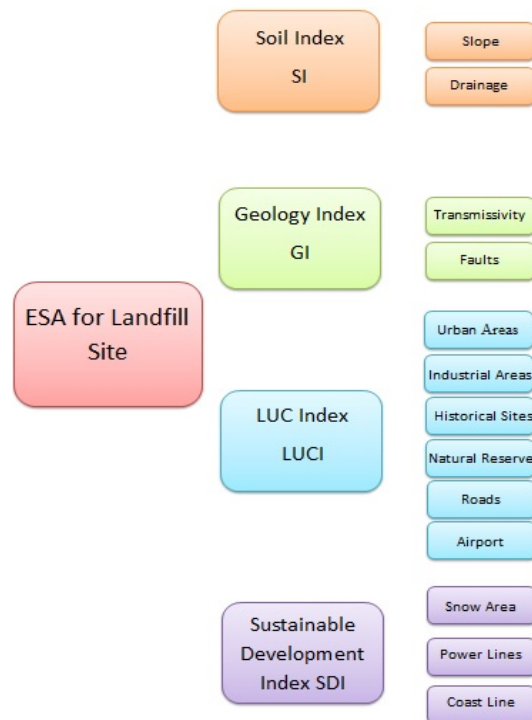 Soil Index
SI
Slope
Drainage
Geology Index
GI
Transmissivity
Faults
ESA for Landfill
Site
LUC Index
LUCI
Urban Areas
Industrial Areas
Historical Sites
Natural Reserve
Roads
Airport
Sustainable
Development
Index SDI
Snow Area
Power Lines
Coast Line